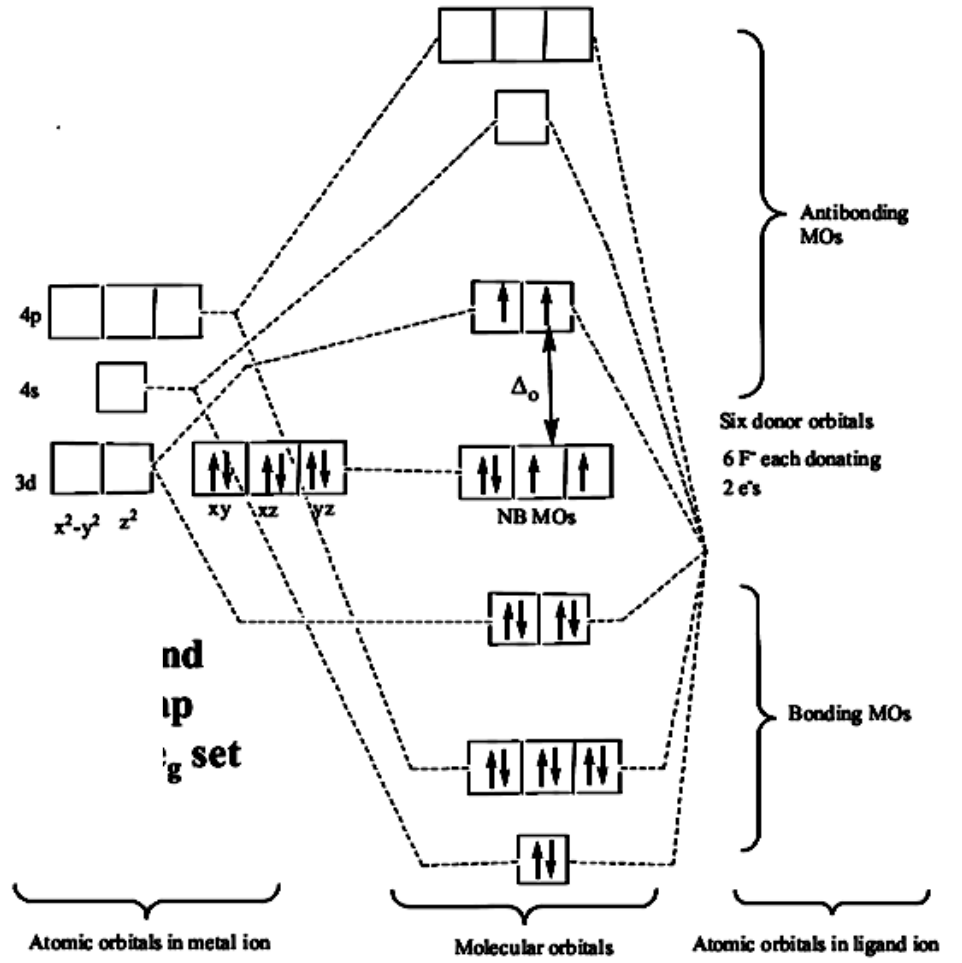 Antibonding
MOs
4p
4s
Δo
Six donor orbitals
6 F⁻ each donating
2 e⁻s
3d
x²-y² z² xy xz yz
NB MOs
nd
set
Bonding MOs
Atomic orbitals in metal ion
Molecular orbitals
Atomic orbitals in ligand ion